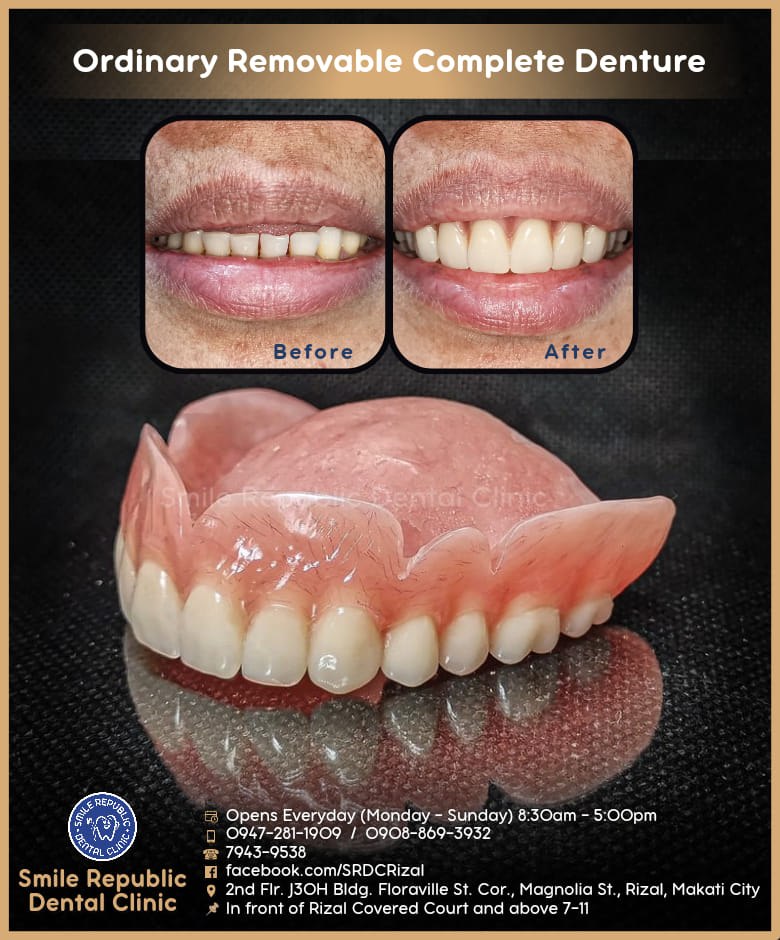 Ordinary Removable Complete Denture
Before
After
Smile Republic Dental Clinic
SMILE REPUBLIC
DENTAL CLINIC
Smile Republic
Dental Clinic
Opens Everyday (Monday - Sunday) 8:30am - 5:00pm
0947-281-1909 / 0908-869-3932
7943-9538
facebook.com/SRDCRizal
2nd Flr. J3OH Bldg. Floraville St. Cor., Magnolia St., Rizal, Makati City
In front of Rizal Covered Court and above 7-11